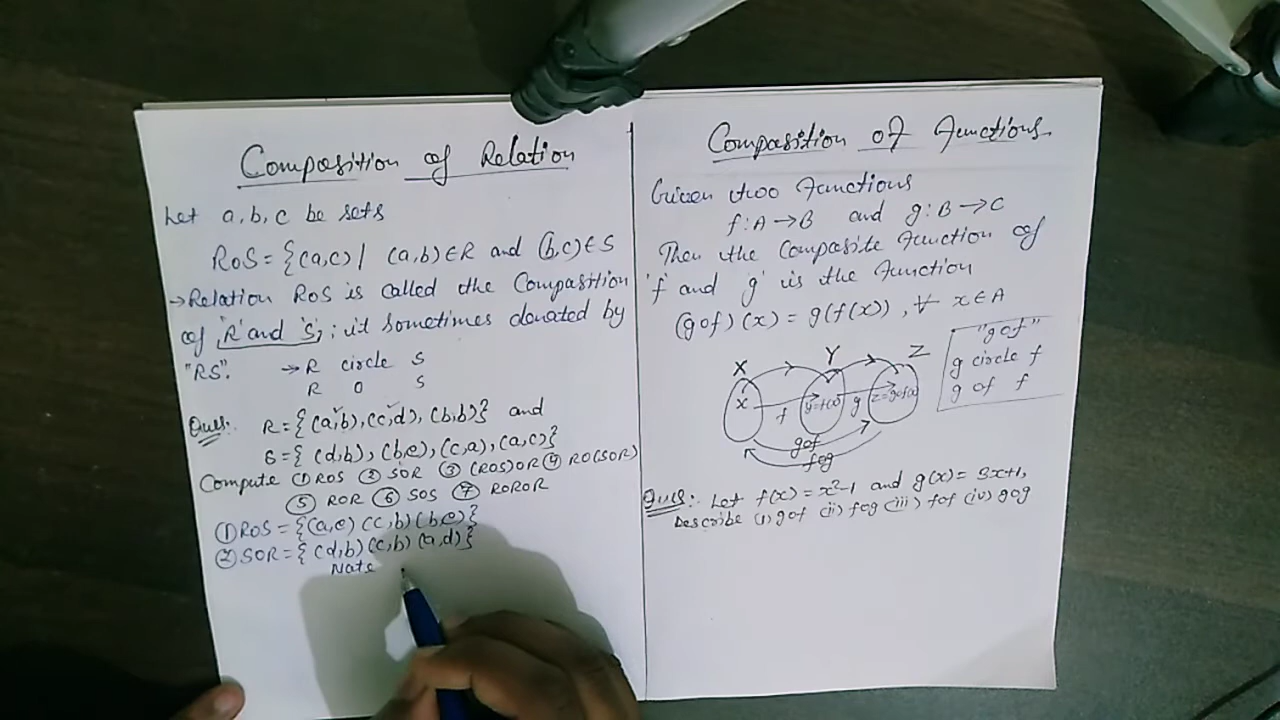 Composition of Relation
Let a, b, c be sets
RoS = {(a,c) | (a,b) ∈ R and (b,c) ∈ S
→ Relation RoS is called the Composition
of 'R' and 'S'; it sometimes donated by
"RS". → R circle S
R O S
Ques:. R = {(a,b), (c,d), (b,b)} and
S = { (d,b), (b,e), (c,a), (a,c)}
Compute ① ROS ② SOR ③ (ROS)OR ④ RO(SOR)
⑤ ROR ⑥ SOS ⑦ ROROR
① ROS = {(a,e) (c,b) (b,e)}
② SOR = { (d,b) (c,b) (a,d)}
Note
Composition of Functions
Given two Functions
f: A → B and g: B → C
Then the Composite Function of
'f' and g' is the Function
(gof) (x) = g(f(x)), ∀ x ∈ A
"gof"
g circle f
g of f
X Y Z
x y=f(x) z=gof(x)
f g
gof
fog
Ques:. Let f(x) = x²-1 and g(x) = 3x+1,
Describe (i) gof (ii) fog (iii) fof (iv) gog